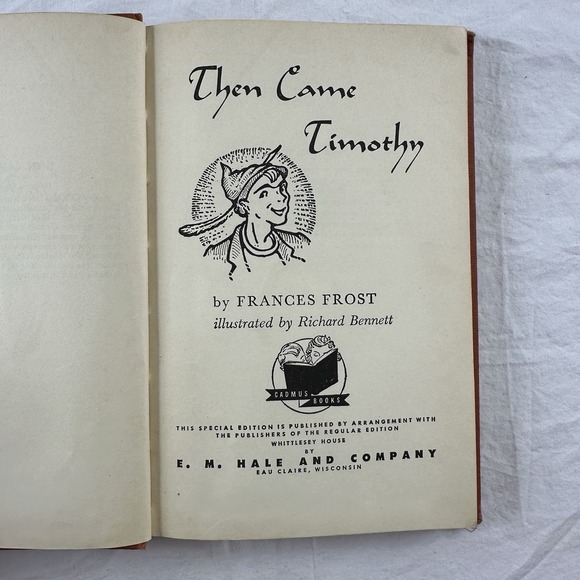 Then Came
Timothy
by FRANCES FROST
illustrated by Richard Bennett
CADMUS BOOKS
THIS SPECIAL EDITION IS PUBLISHED BY ARRANGEMENT WITH
THE PUBLISHERS OF THE REGULAR EDITION
WHITTLESEY HOUSE
BY
E. M. HALE AND COMPANY
EAU CLAIRE, WISCONSIN